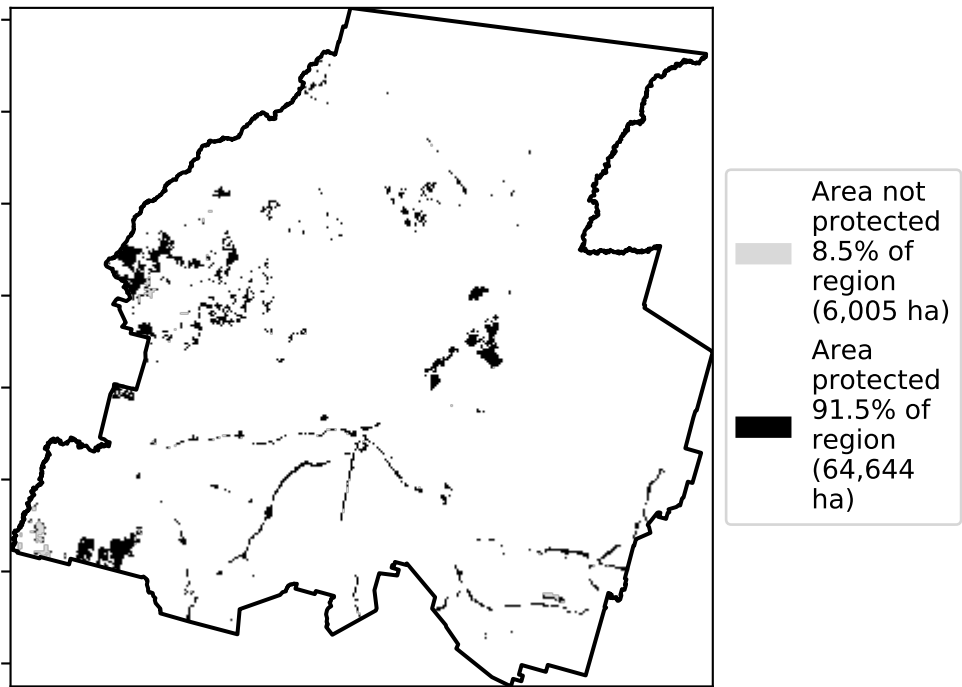 Area not
protected
8.5% of
region
(6,005 ha)
Area
protected
91.5% of
region
(64,644
ha)